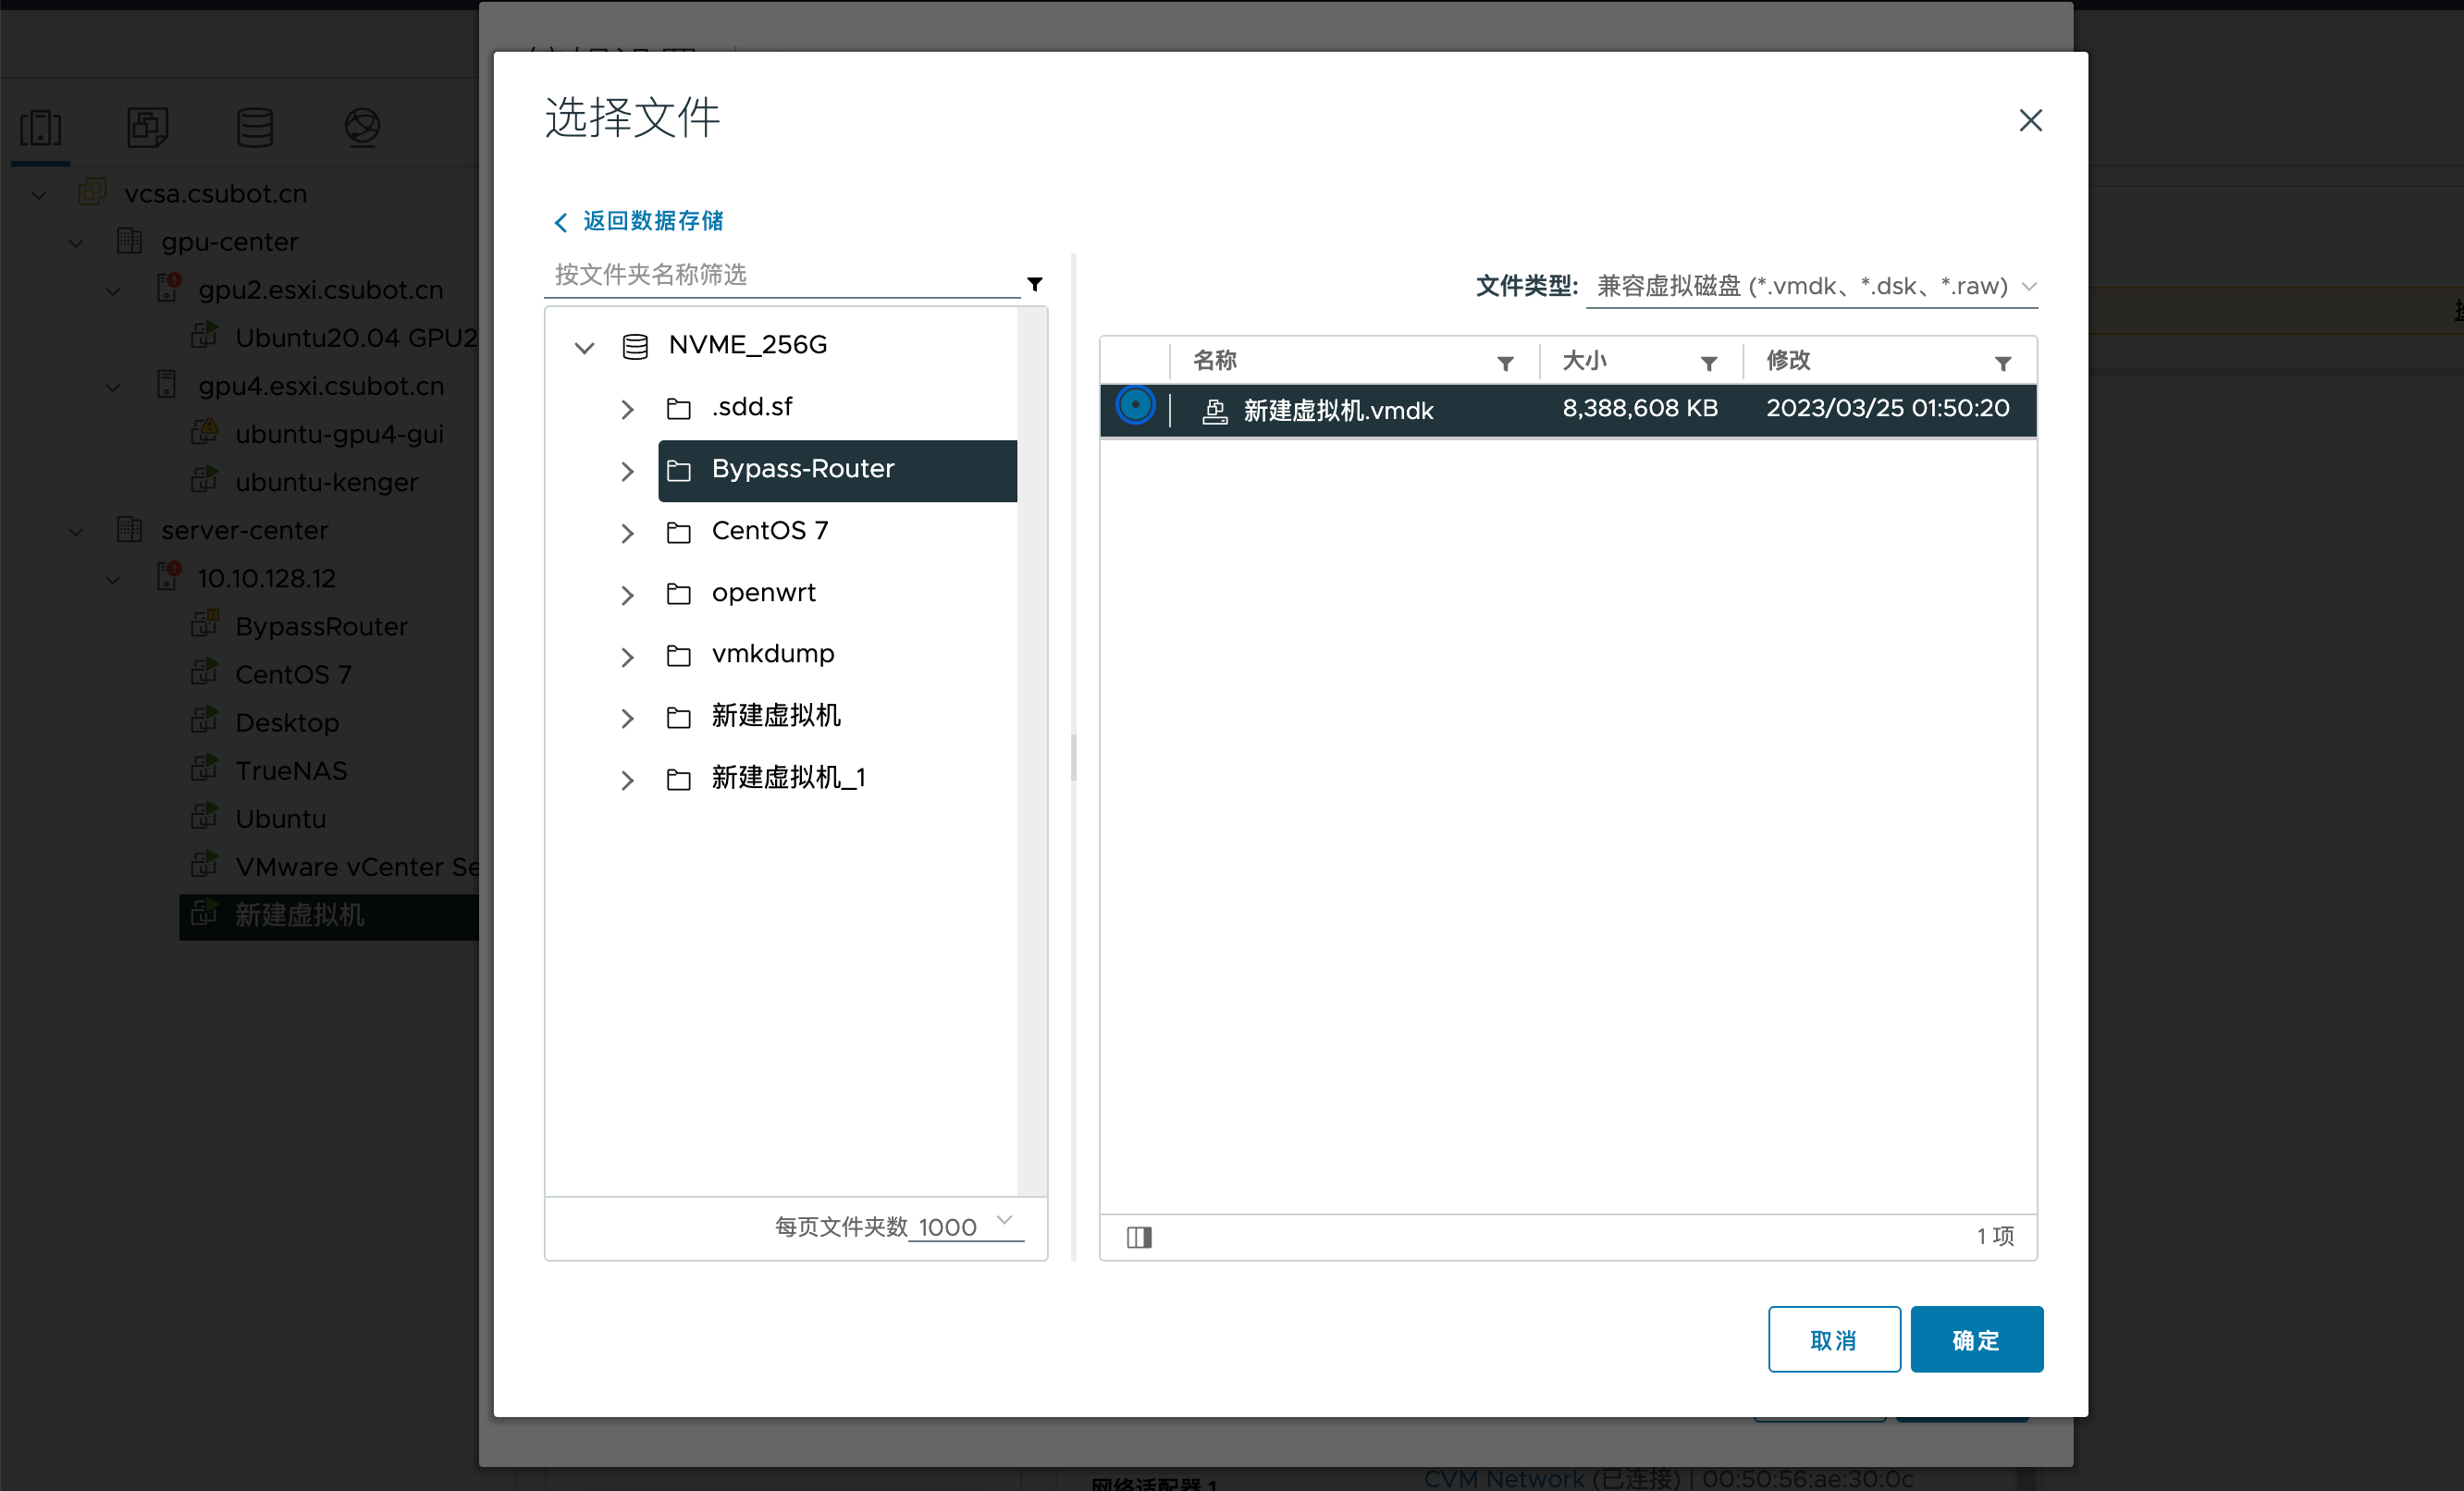 选择文件
返回数据存储
按文件夹名称筛选
文件类型: 兼容虚拟磁盘 (*.vmdk、*.dsk、*.raw)
NVME_256G
.sdd.sf
Bypass-Router
CentOS 7
openwrt
vmkdump
新建虚拟机
新建虚拟机_1
每页文件夹数 1000
名称 大小 修改
新建虚拟机.vmdk 8,388,608 KB 2023/03/25 01:50:20
1 项
取消 确定
vcsa.csubot.cn
gpu-center
gpu2.esxi.csubot.cn
Ubuntu20.04 GPU2
gpu4.esxi.csubot.cn
ubuntu-gpu4-gui
ubuntu-kenger
server-center
10.10.128.12
BypassRouter
CentOS 7
Desktop
TrueNAS
Ubuntu
VMware vCenter Se
新建虚拟机
网络适配器 1 CVM Network (已连接) | 00:50:56:ae:30:0c